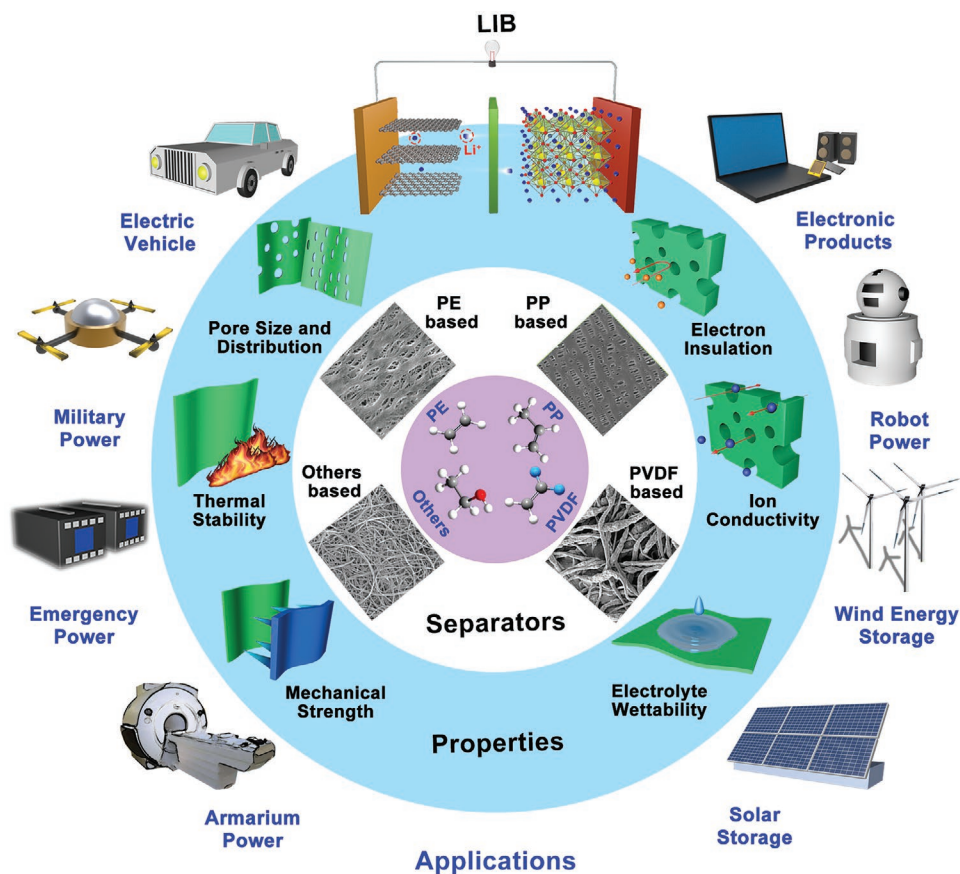 LIB
Li⁺
Electric
Vehicle
Electronic
Products
Pore Size and
Distribution
PE
based
PP
based
Electron
Insulation
Military
Power
Robot
Power
PE
PP
Thermal
Stability
Others
based
PVDF
based
Ion
Conductivity
Others
PVDF
Emergency
Power
Wind Energy
Storage
Separators
Mechanical
Strength
Electrolyte
Wettability
Properties
Armarium
Power
Solar
Storage
Applications